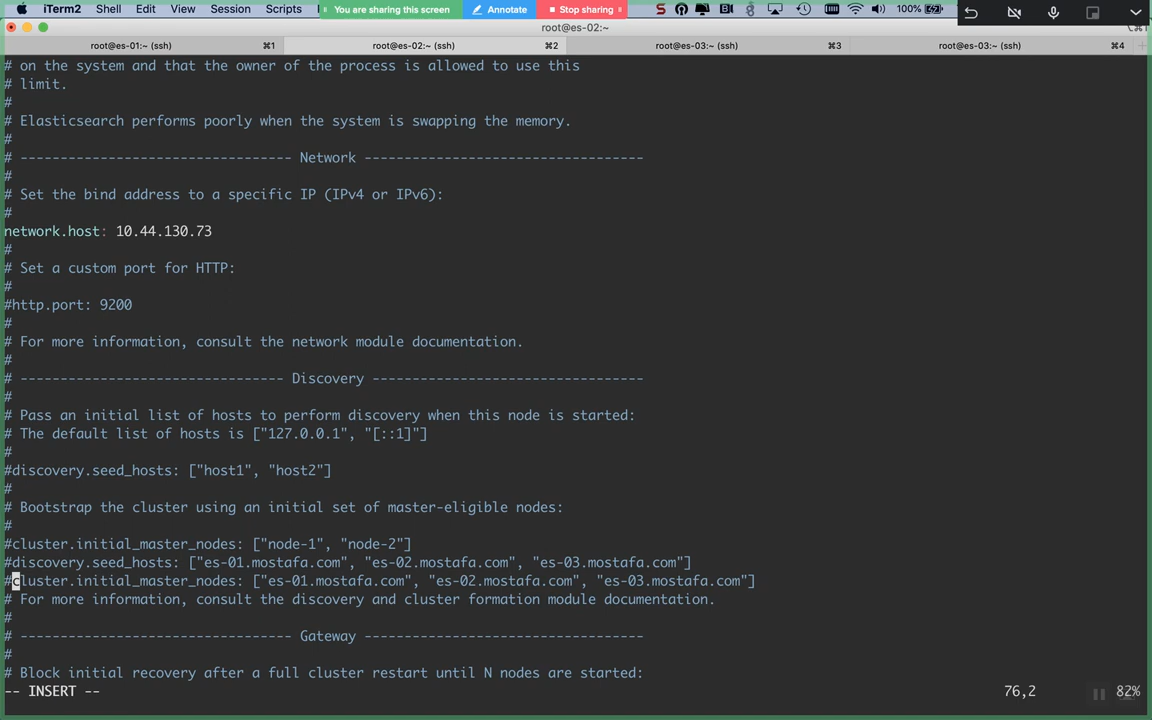 iTerm2 Shell Edit View Session Scripts You are sharing this screen Annotate Stop sharing 100%
root@es-02:~
root@es-01:~ (ssh) ⌘1 root@es-02:~ (ssh) ⌘2 root@es-03:~ (ssh) ⌘3 root@es-03:~ (ssh) ⌘4
# on the system and that the owner of the process is allowed to use this
# limit.
#
# Elasticsearch performs poorly when the system is swapping the memory.
#
# ---------------------------------- Network -----------------------------------
#
# Set the bind address to a specific IP (IPv4 or IPv6):
#
network.host: 10.44.130.73
#
# Set a custom port for HTTP:
#
#http.port: 9200
#
# For more information, consult the network module documentation.
#
# --------------------------------- Discovery ----------------------------------
#
# Pass an initial list of hosts to perform discovery when this node is started:
# The default list of hosts is ["127.0.0.1", "[::1]"]
#
#discovery.seed_hosts: ["host1", "host2"]
#
# Bootstrap the cluster using an initial set of master-eligible nodes:
#
#cluster.initial_master_nodes: ["node-1", "node-2"]
#discovery.seed_hosts: ["es-01.mostafa.com", "es-02.mostafa.com", "es-03.mostafa.com"]
#cluster.initial_master_nodes: ["es-01.mostafa.com", "es-02.mostafa.com", "es-03.mostafa.com"]
# For more information, consult the discovery and cluster formation module documentation.
#
# ---------------------------------- Gateway -----------------------------------
#
# Block initial recovery after a full cluster restart until N nodes are started:
-- INSERT -- 76,2 82%